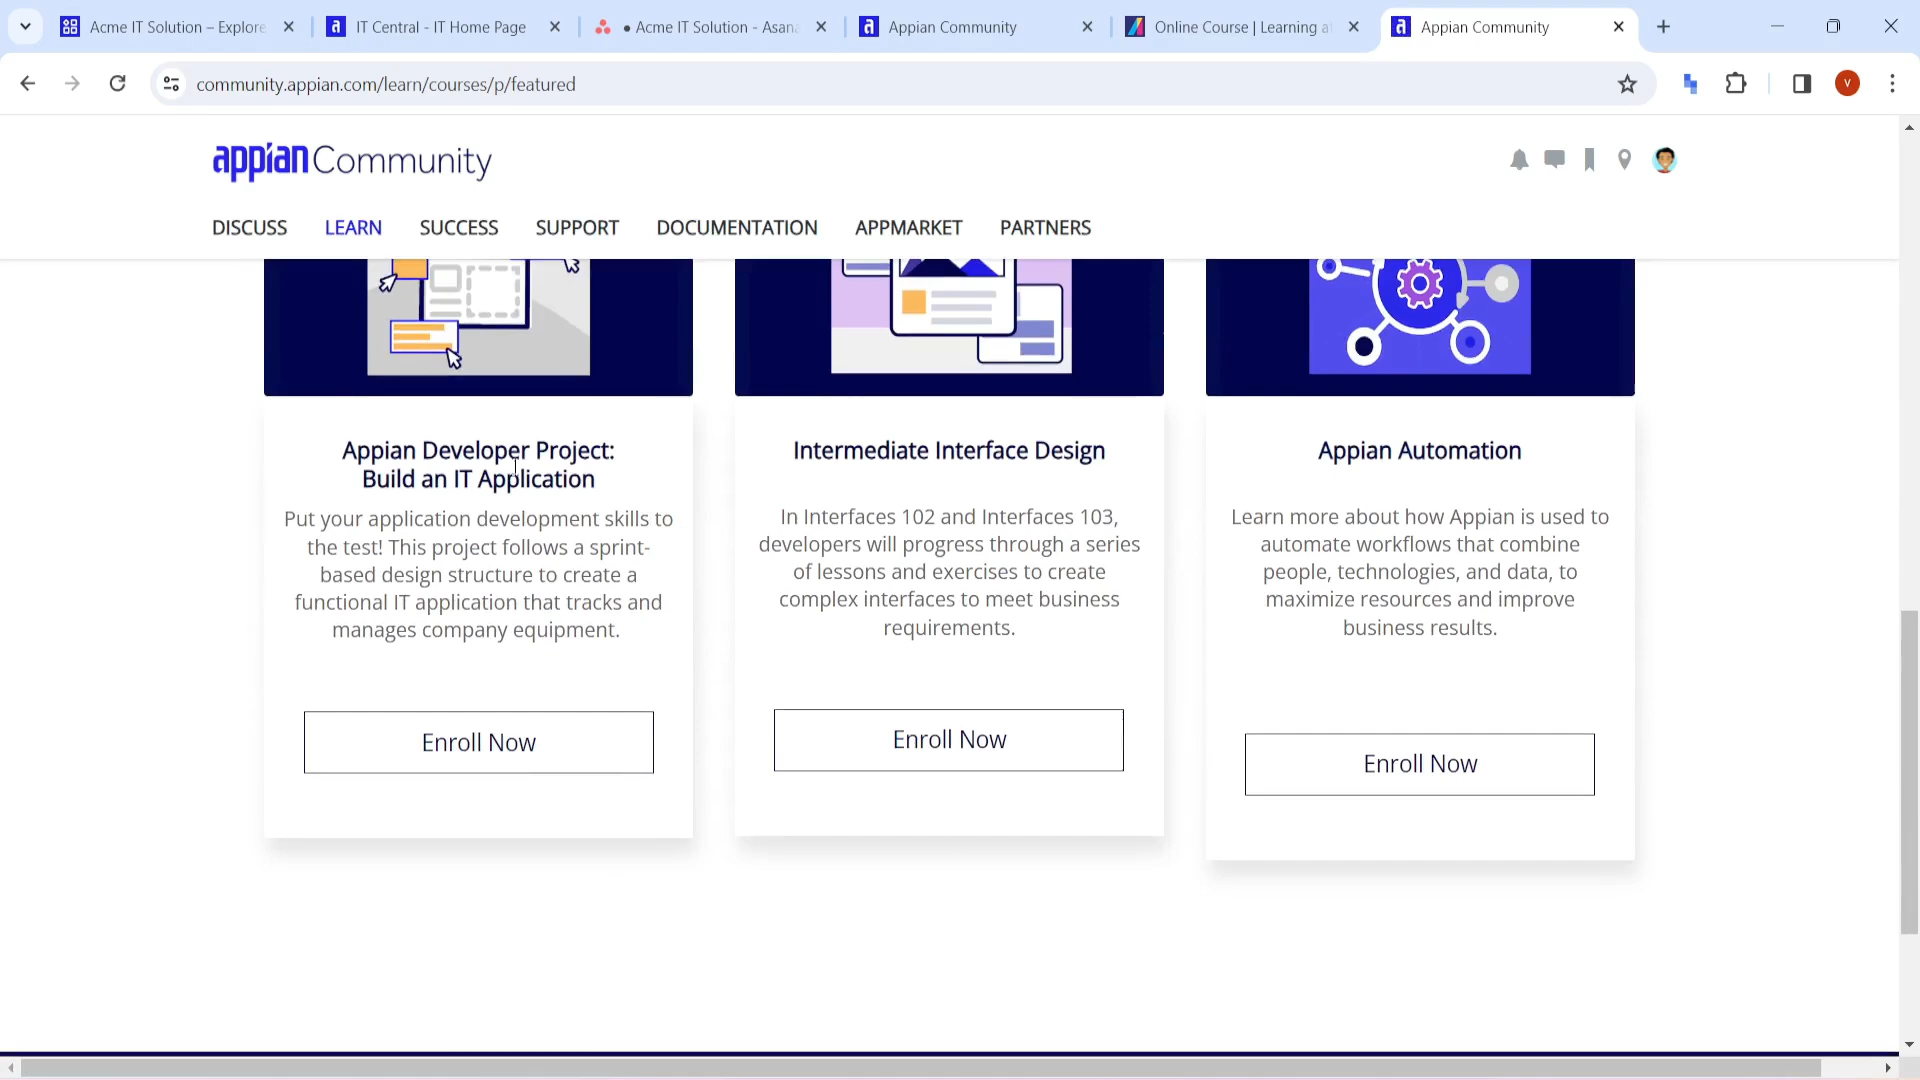 Acme IT Solution – Explore
IT Central - IT Home Page
• Acme IT Solution - Asana
Appian Community
Online Course | Learning a
Appian Community
community.appian.com/learn/courses/p/featured
V
appian Community
DISCUSS
LEARN
SUCCESS
SUPPORT
DOCUMENTATION
APPMARKET
PARTNERS
Appian Developer Project:
Build an IT Application
Put your application development skills to
the test! This project follows a sprint-
based design structure to create a
functional IT application that tracks and
manages company equipment.
Enroll Now
Intermediate Interface Design
In Interfaces 102 and Interfaces 103,
developers will progress through a series
of lessons and exercises to create
complex interfaces to meet business
requirements.
Enroll Now
Appian Automation
Learn more about how Appian is used to
automate workflows that combine
people, technologies, and data, to
maximize resources and improve
business results.
Enroll Now